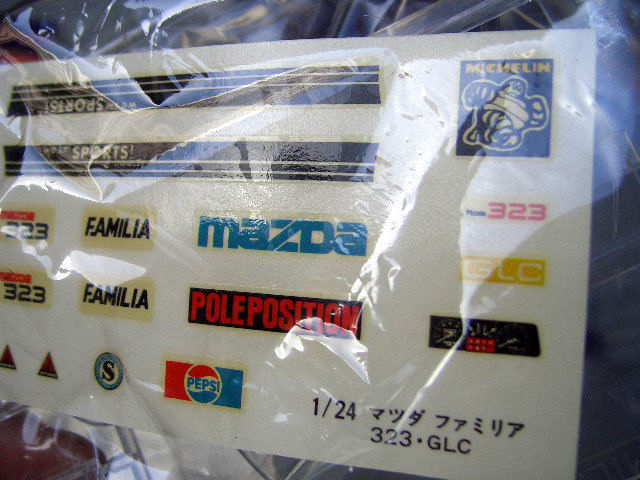 SPORTS!
SPORTS!
MICHELIN
mazda
323
FAMILIA
mazda
323
323
FAMILIA
GLC
POLEPOSITION
S
PEPSI
1/24 マツダ ファミリア
323・GLC